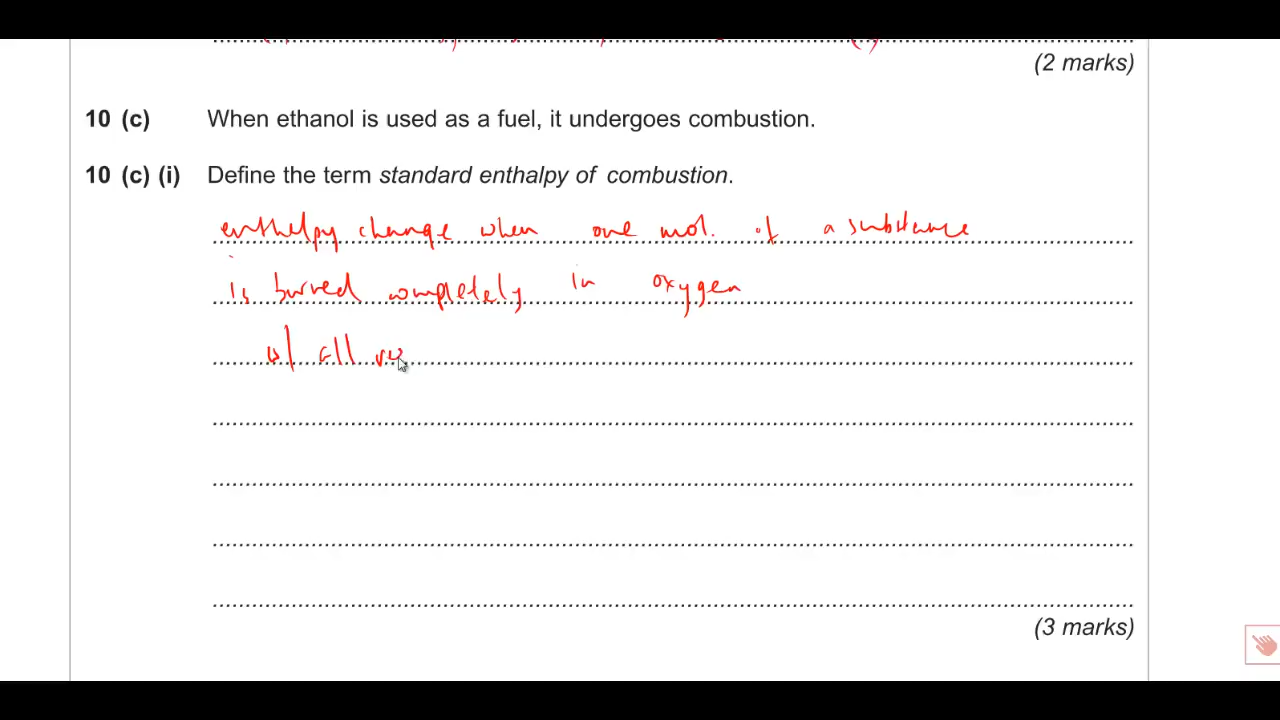 (2 marks)
10 (c) When ethanol is used as a fuel, it undergoes combustion.
10 (c) (i) Define the term standard enthalpy of combustion.
enthalpy change when one mol. of a substance
is burned completely in oxygen
w/ all
(3 marks)